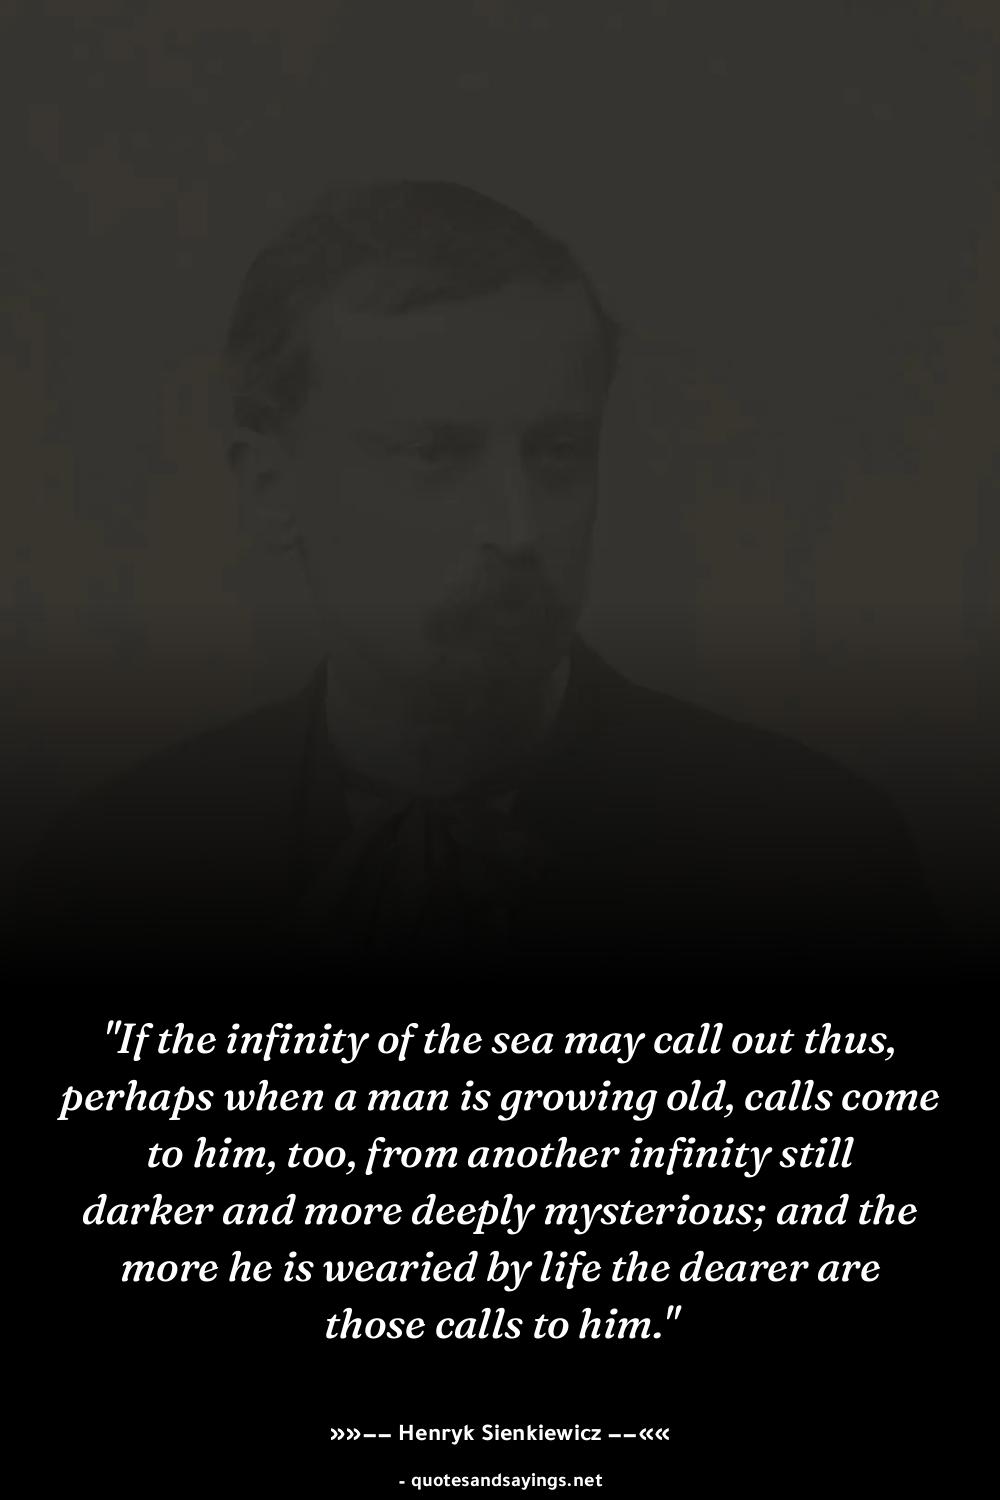 "If the infinity of the sea may call out thus,
perhaps when a man is growing old, calls come
to him, too, from another infinity still
darker and more deeply mysterious; and the
more he is wearied by life the dearer are
those calls to him."
»»−− Henryk Sienkiewicz −−««
- quotesandsayings.net